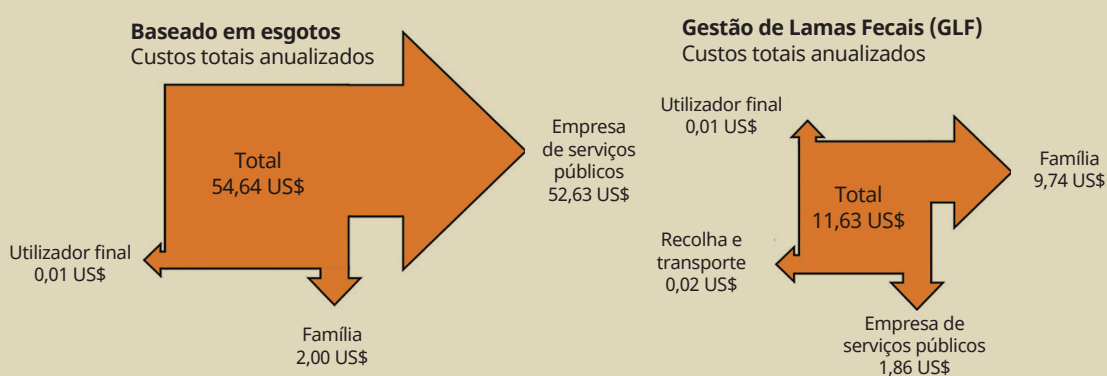 Baseado em esgotos
Custos totais anualizados
Total
54,64 US$
Empresa
de serviços
públicos
52,63 US$
Utilizador final
0,01 US$
Família
2,00 US$
Gestão de Lamas Fecais (GLF)
Custos totais anualizados
Utilizador final
0,01 US$
Família
9,74 US$
Total
11,63 US$
Recolha e
transporte
0,02 US$
Empresa de
serviços públicos
1,86 US$